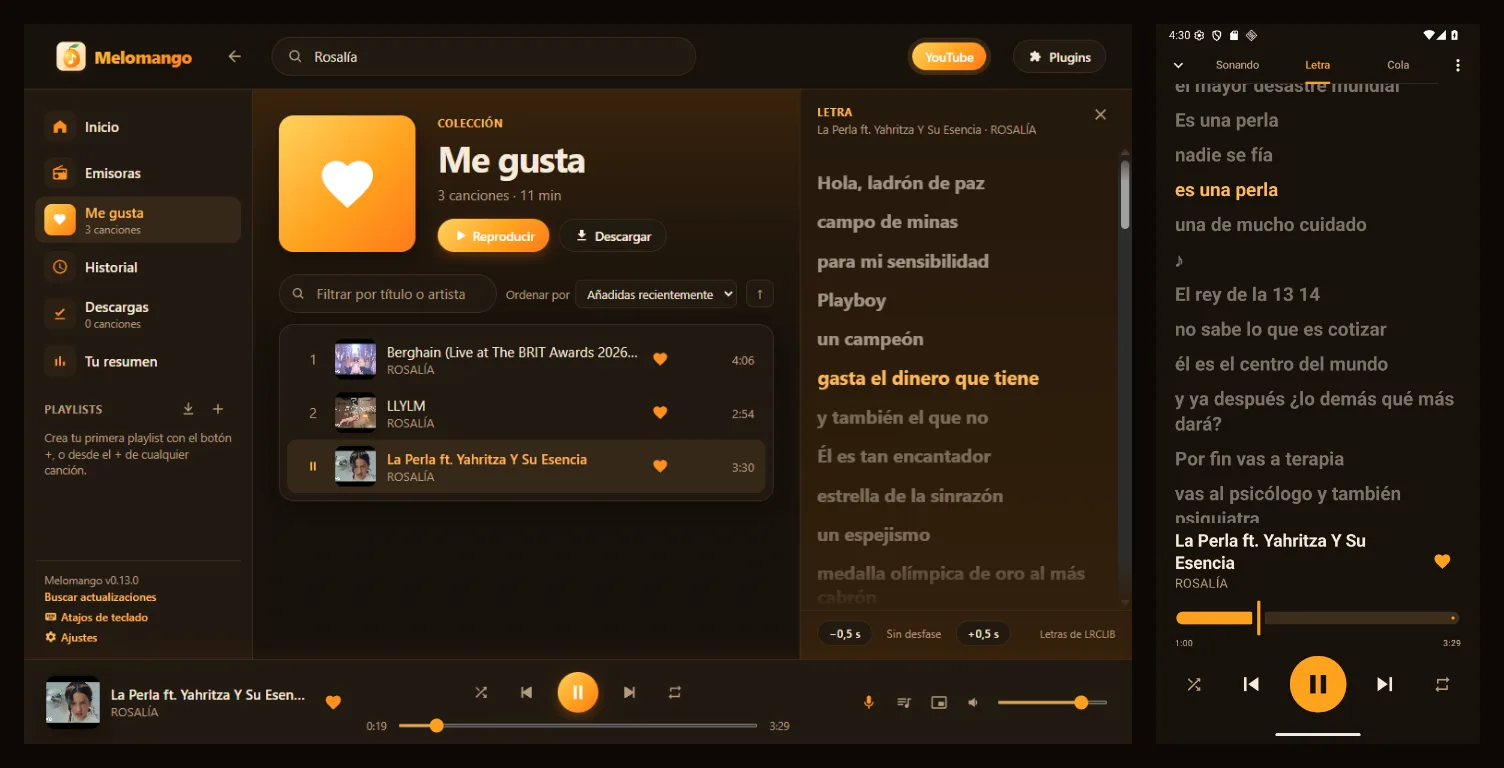 Melomango
Rosalía
YouTube
Plugins
Inicio
Emisoras
Me gusta
3 canciones
Historial
Descargas
0 canciones
Tu resumen
PLAYLISTS
Crea tu primera playlist con el botón
+, o desde el + de cualquier
canción.
Melomango v0.13.0
Buscar actualizaciones
Atajos de teclado
Ajustes
COLECCIÓN
Me gusta
3 canciones · 11 min
Reproducir
Descargar
Filtrar por título o artista
Ordenar por
Añadidas recientemente
↑
1
Berghain (Live at The BRIT Awards 2026...
ROSALÍA
4:06
2
LLYLM
ROSALÍA
2:54
La Perla ft. Yahritza Y Su Esencia
ROSALÍA
3:30
LETRA
La Perla ft. Yahritza Y Su Esencia · ROSALÍA
Hola, ladrón de paz
campo de minas
para mi sensibilidad
Playboy
un campeón
gasta el dinero que tiene
y también el que no
Él es tan encantador
estrella de la sinrazón
un espejismo
medalla olímpica de oro al más
cabrón
−0,5 s
Sin desfase
+0,5 s
Letras de LRCLIB
La Perla ft. Yahritza Y Su Esen...
ROSALÍA
0:19
3:29
4:30
Sonando
Letra
Cola
el mayor desastre mundial
Es una perla
nadie se fía
es una perla
una de mucho cuidado
♪
El rey de la 13 14
no sabe lo que es cotizar
él es el centro del mundo
y ya después ¿lo demás qué más
dará?
Por fin vas a terapia
vas al psicólogo y también
psiquiatra
La Perla ft. Yahritza Y Su
Esencia
ROSALÍA
1:00
3:29